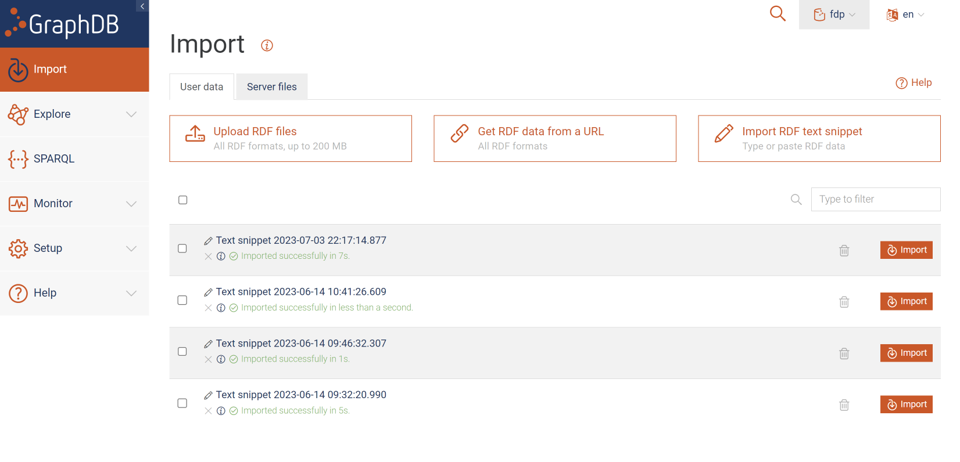 GraphDB
fdp
en
Import
Explore
SPARQL
Monitor
Setup
Help
Import
User data
Server files
Help
Upload RDF files
All RDF formats, up to 200 MB
Get RDF data from a URL
All RDF formats
Import RDF text snippet
Type or paste RDF data
Type to filter
Text snippet 2023-07-03 22:17:14.877
Imported successfully in 7s.
Import
Text snippet 2023-06-14 10:41:26.609
Imported successfully in less than a second.
Import
Text snippet 2023-06-14 09:46:32.307
Imported successfully in 1s.
Import
Text snippet 2023-06-14 09:32:20.990
Imported successfully in 5s.
Import